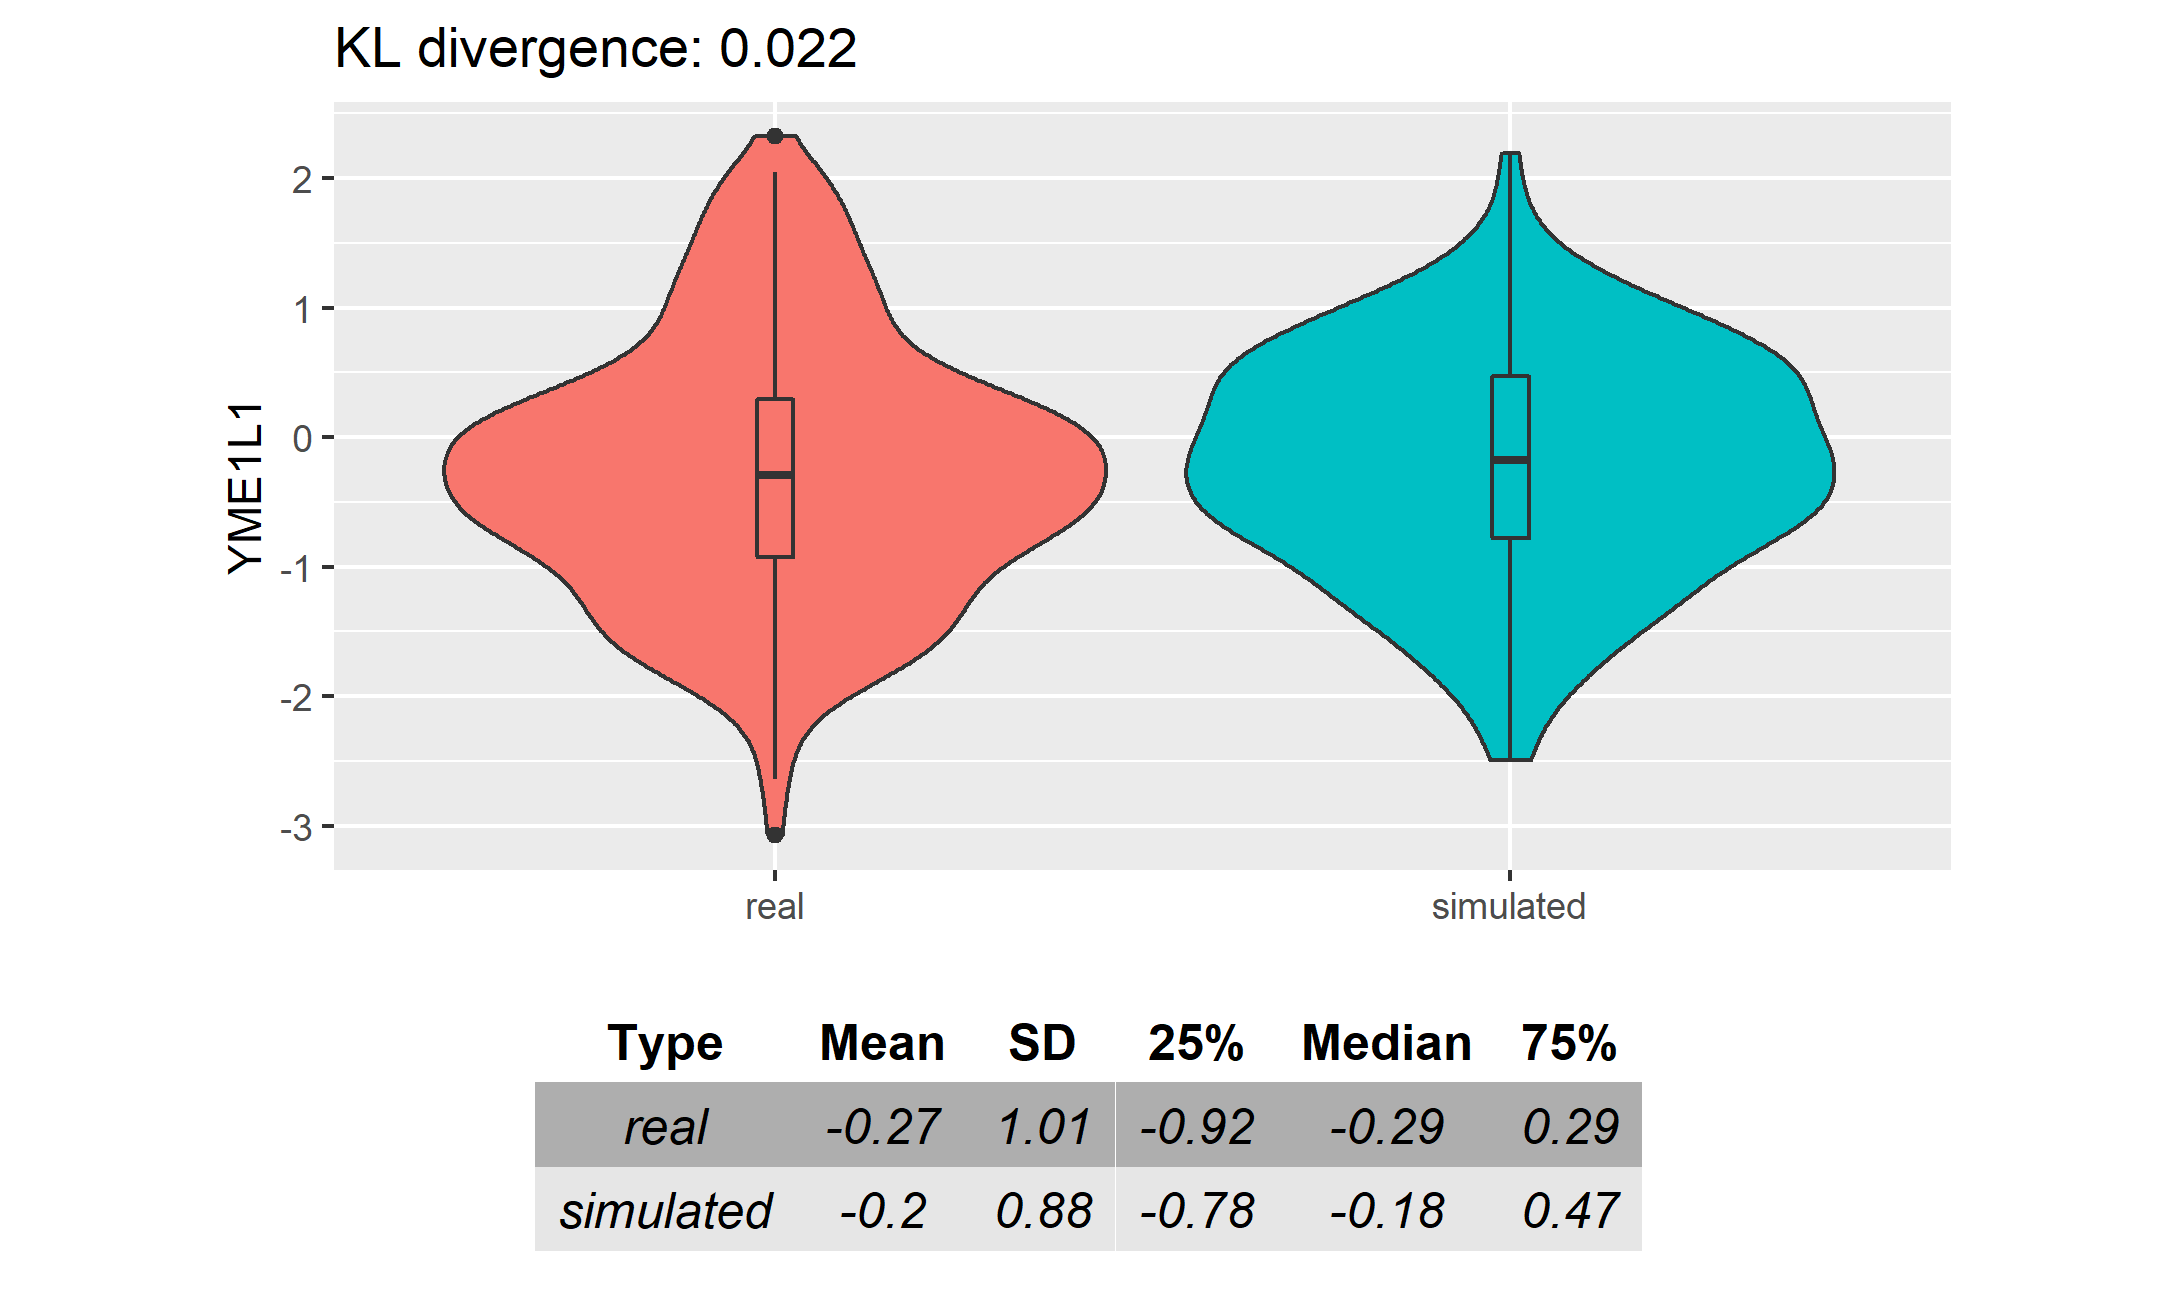 KL divergence: 0.022
YME1L1
2
1
0
-1
-2
-3
real simulated
Type Mean SD 25% Median 75%
real -0.27 1.01 -0.92 -0.29 0.29
simulated -0.2 0.88 -0.78 -0.18 0.47